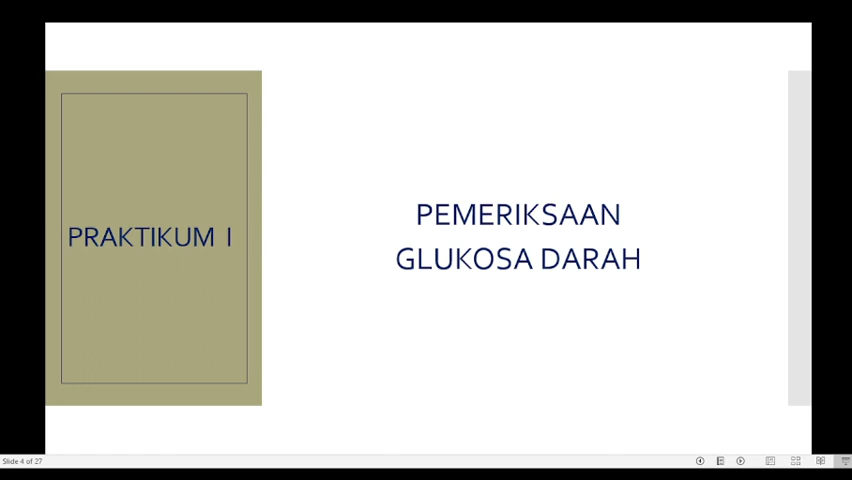 PRAKTIKUM I
PEMERIKSAAN
GLUKOSA DARAH
Slide 4 of 27